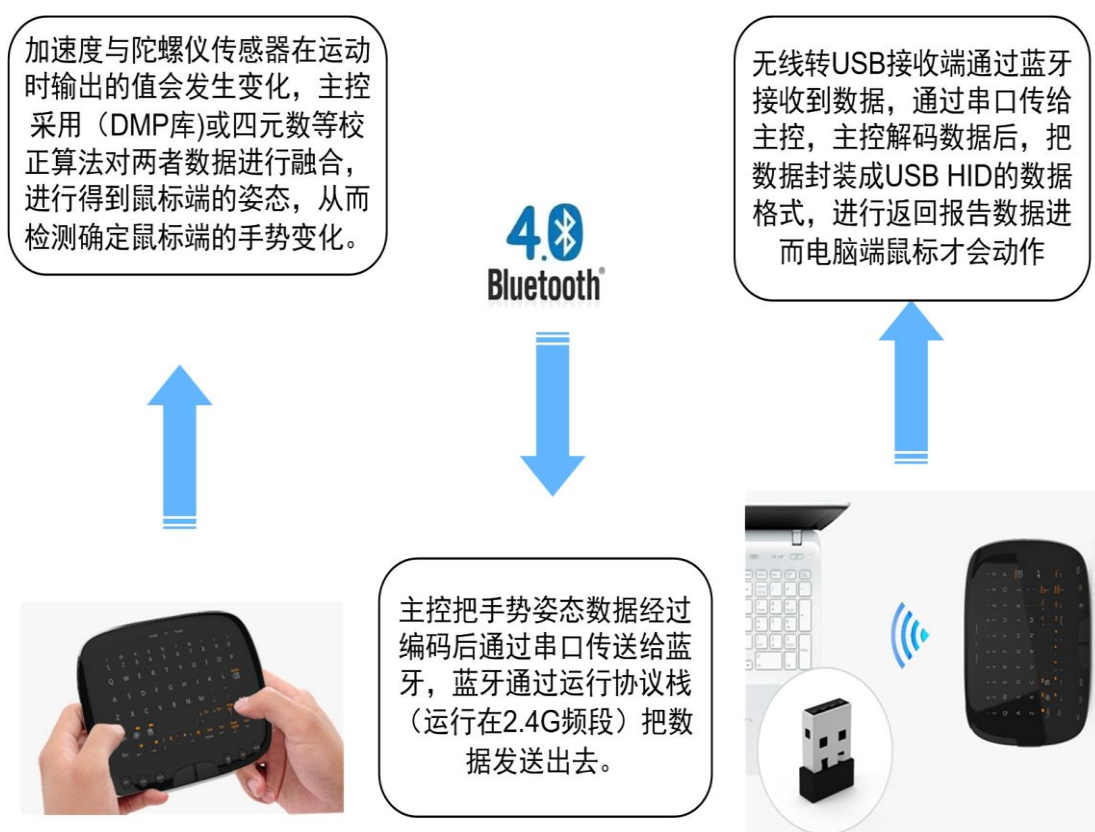 加速度与陀螺仪传感器在运动
时输出的值会发生变化，主控
采用（DMP库)或四元数等校
正算法对两者数据进行融合，
进行得到鼠标端的姿态，从而
检测确定鼠标端的手势变化。
4.0
Bluetooth®
无线转USB接收端通过蓝牙
接收到数据，通过串口传给
主控，主控解码数据后，把
数据封装成USB HID的数据
格式，进行返回报告数据进
而电脑端鼠标才会动作
主控把手势姿态数据经过
编码后通过串口传送给蓝
牙，蓝牙通过运行协议栈
（运行在2.4G频段）把数
据发送出去。